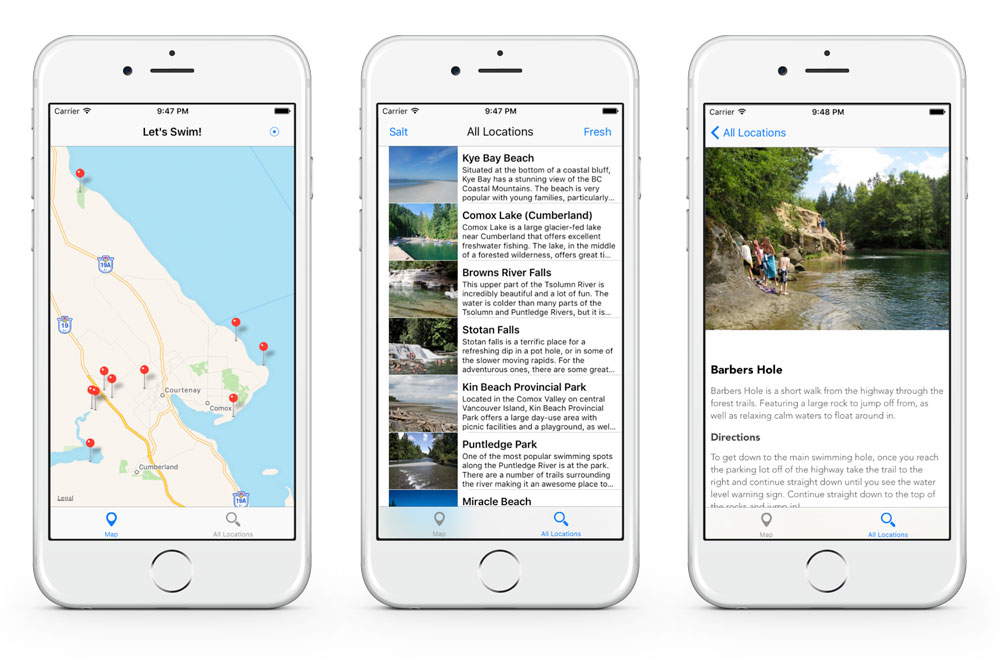 Carrier 9:47 PM
Let's Swim!
19A
19
Courtenay
Comox
Cumberland
19A
Legal
Map All Locations
Carrier 9:47 PM
Salt All Locations Fresh
Kye Bay Beach
Situated at the bottom of a coastal bluff,
Kye Bay has a stunning view of the BC
Coastal Mountains. The beach is very
popular with young families, particularly...
Comox Lake (Cumberland)
Comox Lake is a large glacier-fed lake
near Cumberland that offers excellent
freshwater fishing. The lake, in the middle
of a forested wilderness, offers great ti...
Browns River Falls
This upper part of the Tsolumn River is
incredibly beautiful and a lot of fun. The
water is colder than many parts of the
Tsolumn and Puntledge Rivers, but it is...
Stotan Falls
Stotan falls is a terrific place for a
refreshing dip in a pot hole, or in some of
the slower moving rapids. For the
adventurous ones, there are some great...
Kin Beach Provincial Park
Located in the Comox Valley on central
Vancouver Island, Kin Beach Provincial
Park offers a large day-use area with
picnic facilities and a playground, as wel...
Puntledge Park
One of the most popular swimming spots
along the Puntledge River is at the park.
There are a number of trails surrounding
the river making it an awesome place to...
Miracle Beach
Map All Locations
Carrier 9:48 PM
All Locations
Barbers Hole
Barbers Hole is a short walk from the highway through the
forest trails. Featuring a large rock to jump off from, as
well as relaxing calm waters to float around in.
Directions
To get down to the main swimming hole, once you reach
the parking lot off of the highway take the trail to the
right and continue straight down until you see the water
level warning sign. Continue straight down to the top of
the rocks and jump in!
Map All Locations